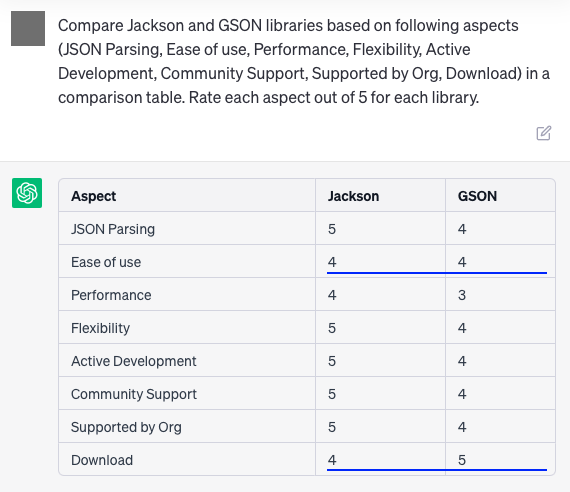 Compare Jackson and GSON libraries based on following aspects
(JSON Parsing, Ease of use, Performance, Flexibility, Active
Development, Community Support, Supported by Org, Download) in a
comparison table. Rate each aspect out of 5 for each library.
Aspect Jackson GSON
JSON Parsing 5 4
Ease of use 4 4
Performance 4 3
Flexibility 5 4
Active Development 5 4
Community Support 5 4
Supported by Org 5 4
Download 4 5